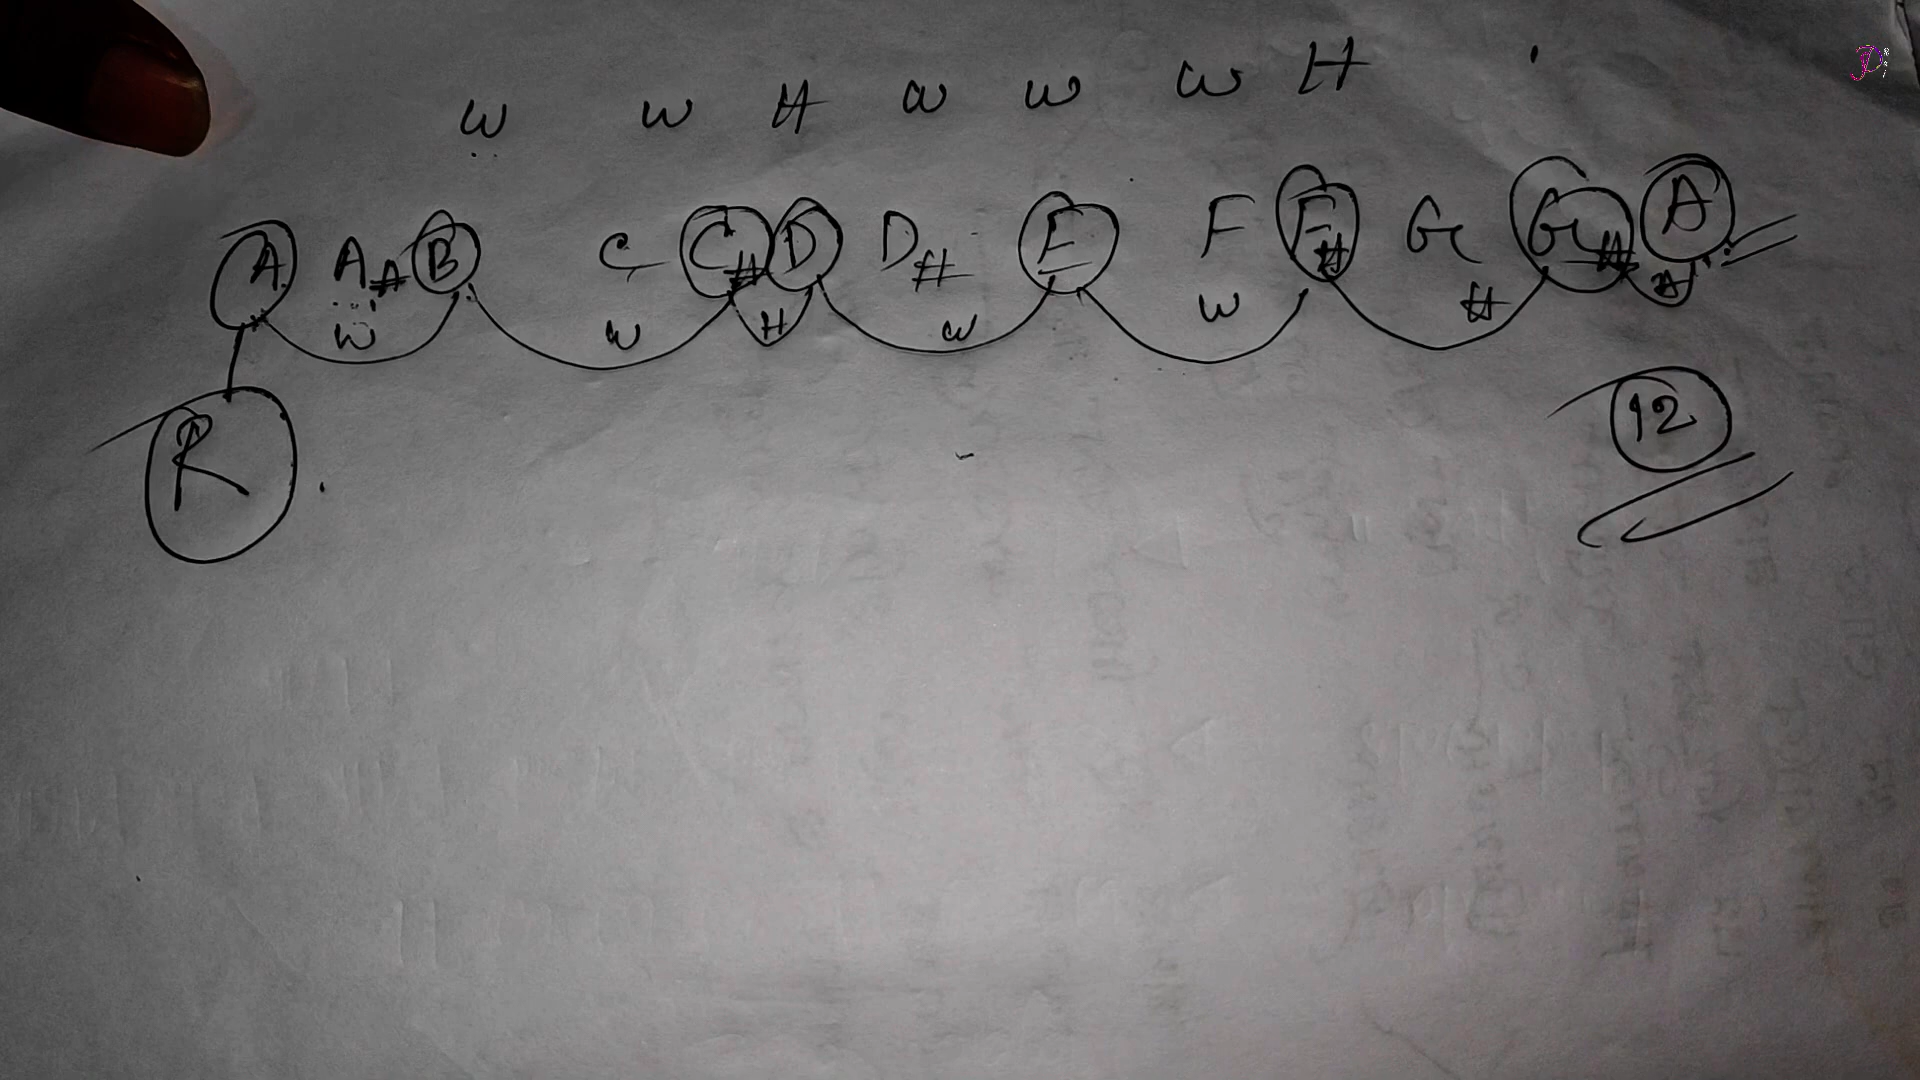 W W H W W W H
A A# B C C# D D# E F F# G G# A
W W H W W H H
R 12